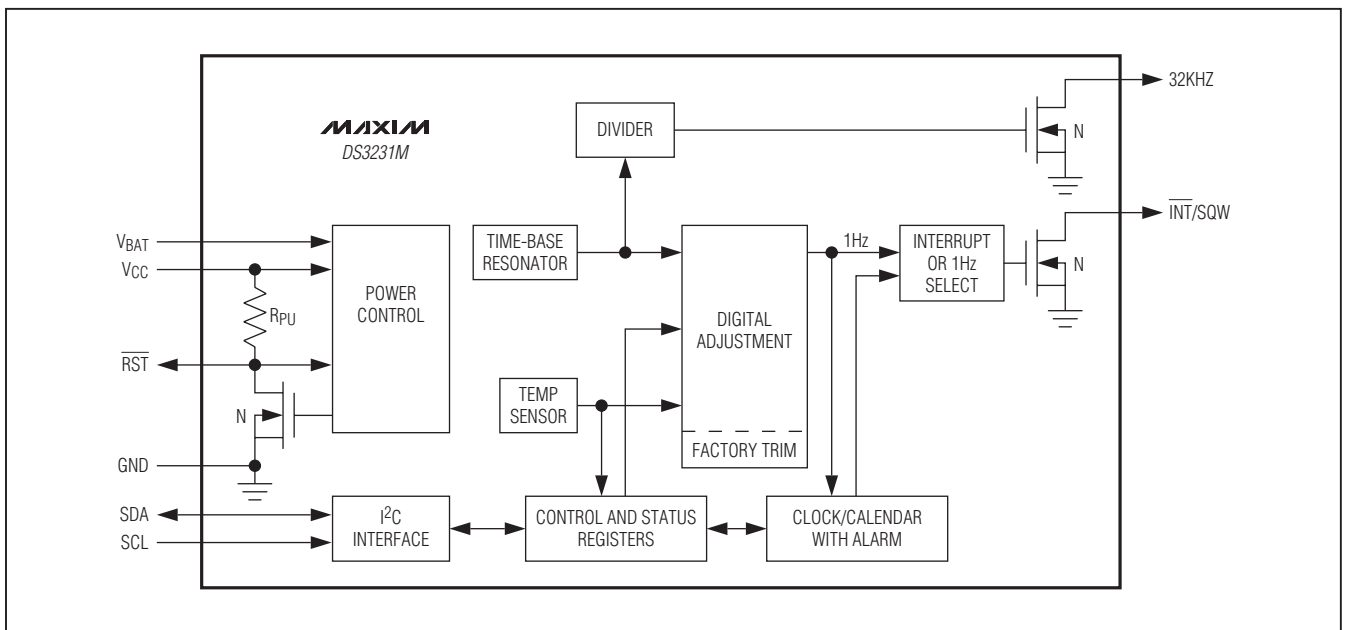 MAXIM
DS3231M
DIVIDER
32KHZ
N
INT/SQW
N
VBAT
VCC
RPU
RST
N
GND
SDA
SCL
POWER
CONTROL
TIME-BASE
RESONATOR
TEMP
SENSOR
DIGITAL
ADJUSTMENT
FACTORY TRIM
1Hz
INTERRUPT
OR 1Hz
SELECT
I2C
INTERFACE
CONTROL AND STATUS
REGISTERS
CLOCK/CALENDAR
WITH ALARM